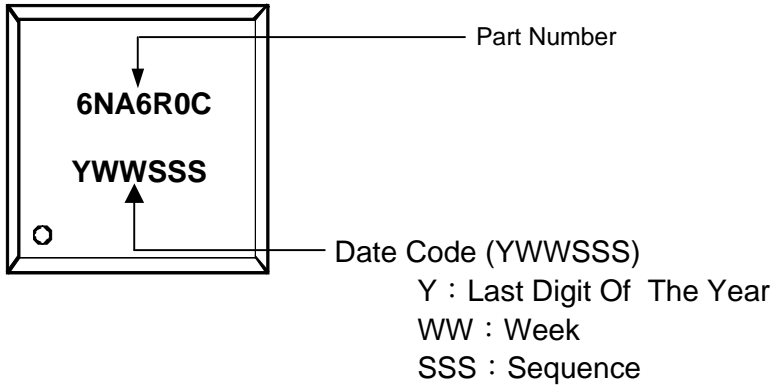 Part Number
6NA6R0C
YWWSSS
Date Code (YWWSSS)
Y：Last Digit Of The Year
WW：Week
SSS：Sequence